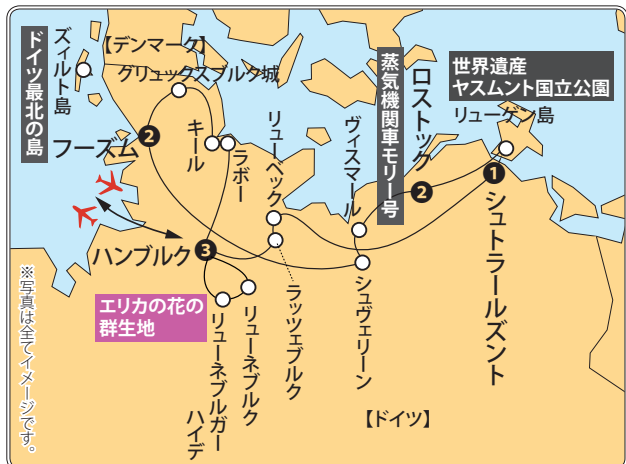 ドイツ最北の島
ズィルト島
【デンマーク】
グリュックスブルク城
フーズム
2
キール
ラボー
リューベック
ヴィスマール
蒸気機関車モリー号
ロストック
2
世界遺産
ヤスムント国立公園
リューゲン島
1
シュトラールズント
ハンブルク
3
エリカの花の
群生地
リューネブルガー
ハイデ
リューネブルク
ラッツェブルク
シュヴェリーン
【ドイツ】
※写真は全てイメージです。